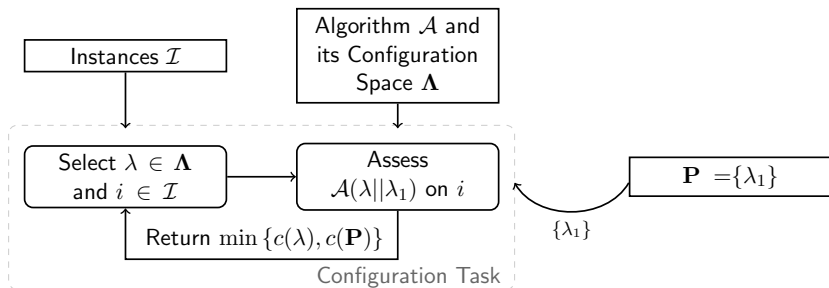 Instances ℐ
Algorithm 𝒜 and
its Configuration
Space Λ
Select λ ∈ Λ
and i ∈ ℐ
Assess
𝒜(λ||λ₁) on i
P ={λ₁}
{λ₁}
Return min {c(λ), c(P)}
Configuration Task